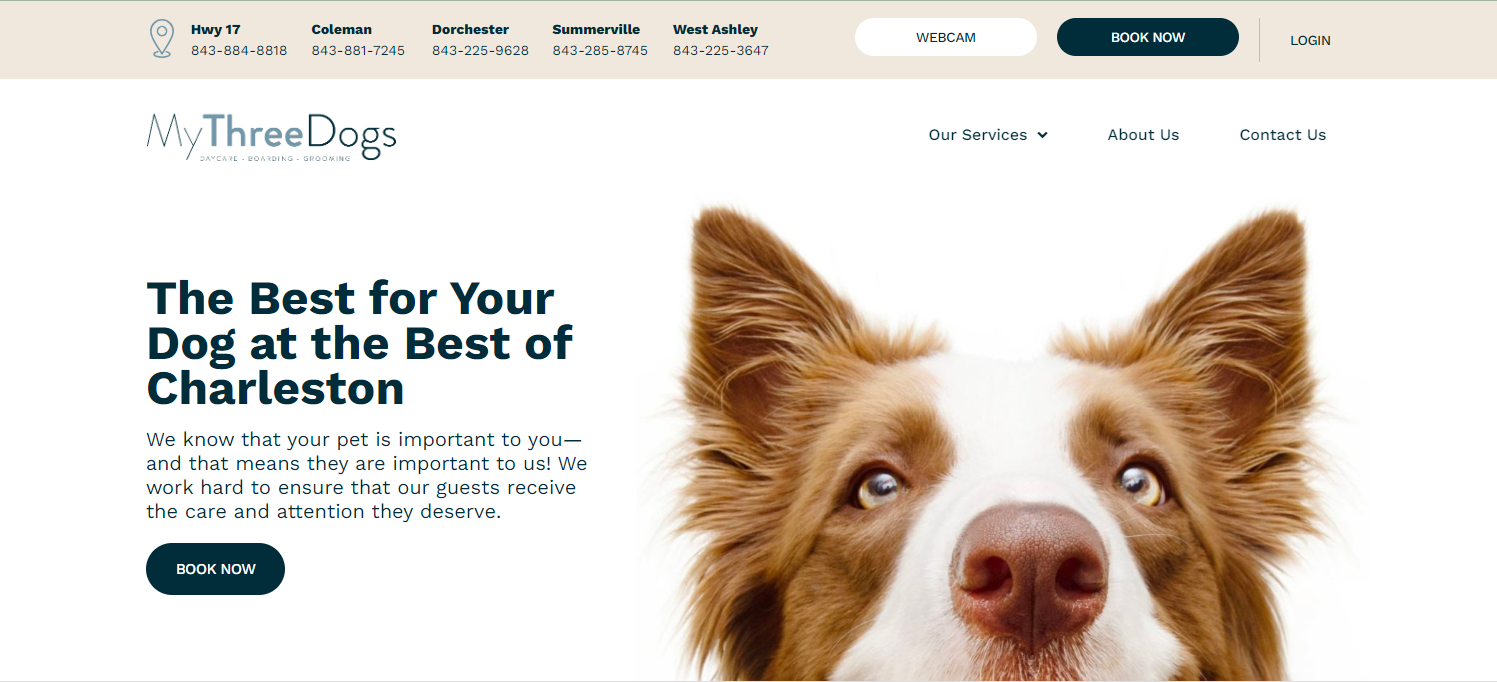 Hwy 17 Coleman Dorchester Summerville West Ashley
843-884-8818 843-881-7245 843-225-9628 843-285-8745 843-225-3647
WEBCAM BOOK NOW LOGIN
MyThreeDogs
DAYCARE - BOARDING - GROOMING
Our Services About Us Contact Us
The Best for Your
Dog at the Best of
Charleston
We know that your pet is important to you—
and that means they are important to us! We
work hard to ensure that our guests receive
the care and attention they deserve.
BOOK NOW